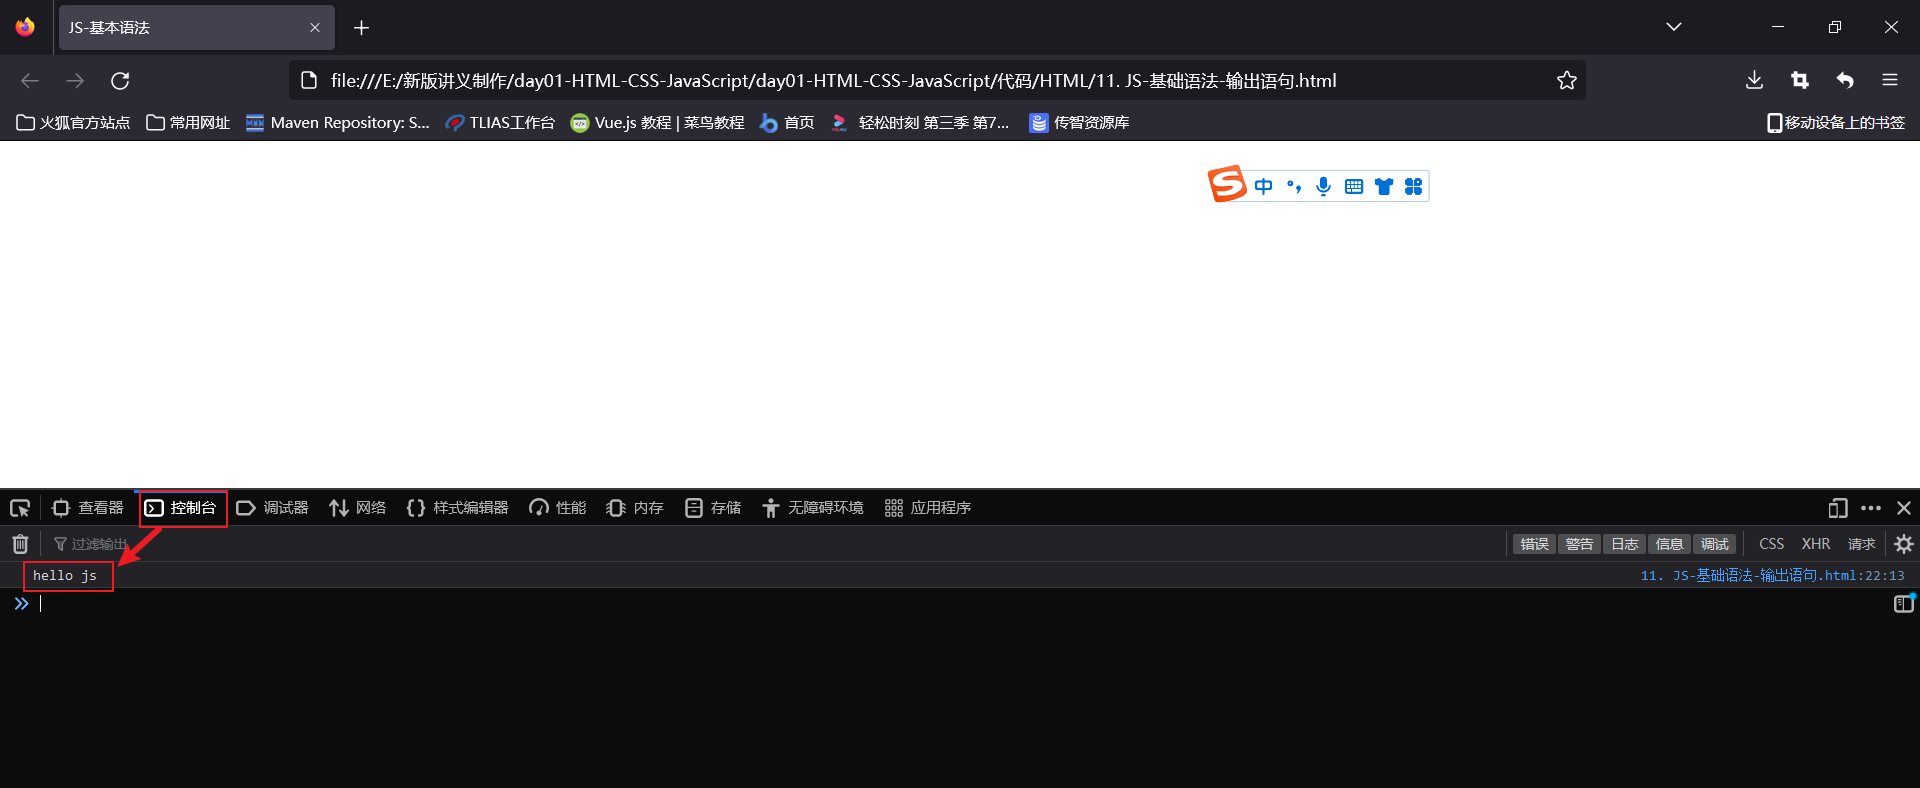 JS-基本语法
file:///E:/新版讲义制作/day01-HTML-CSS-JavaScript/day01-HTML-CSS-JavaScript/代码/HTML/11. JS-基础语法-输出语句.html
火狐官方站点 常用网址 Maven Repository: S... TLIAS工作台 Vue.js 教程 | 菜鸟教程 首页 轻松时刻 第三季 第7... 传智资源库 移动设备上的书签
中
查看器 控制台 调试器 网络 样式编辑器 性能 内存 存储 无障碍环境 应用程序
过滤输出 错误 警告 日志 信息 调试 CSS XHR 请求
hello js 11. JS-基础语法-输出语句.html:22:13